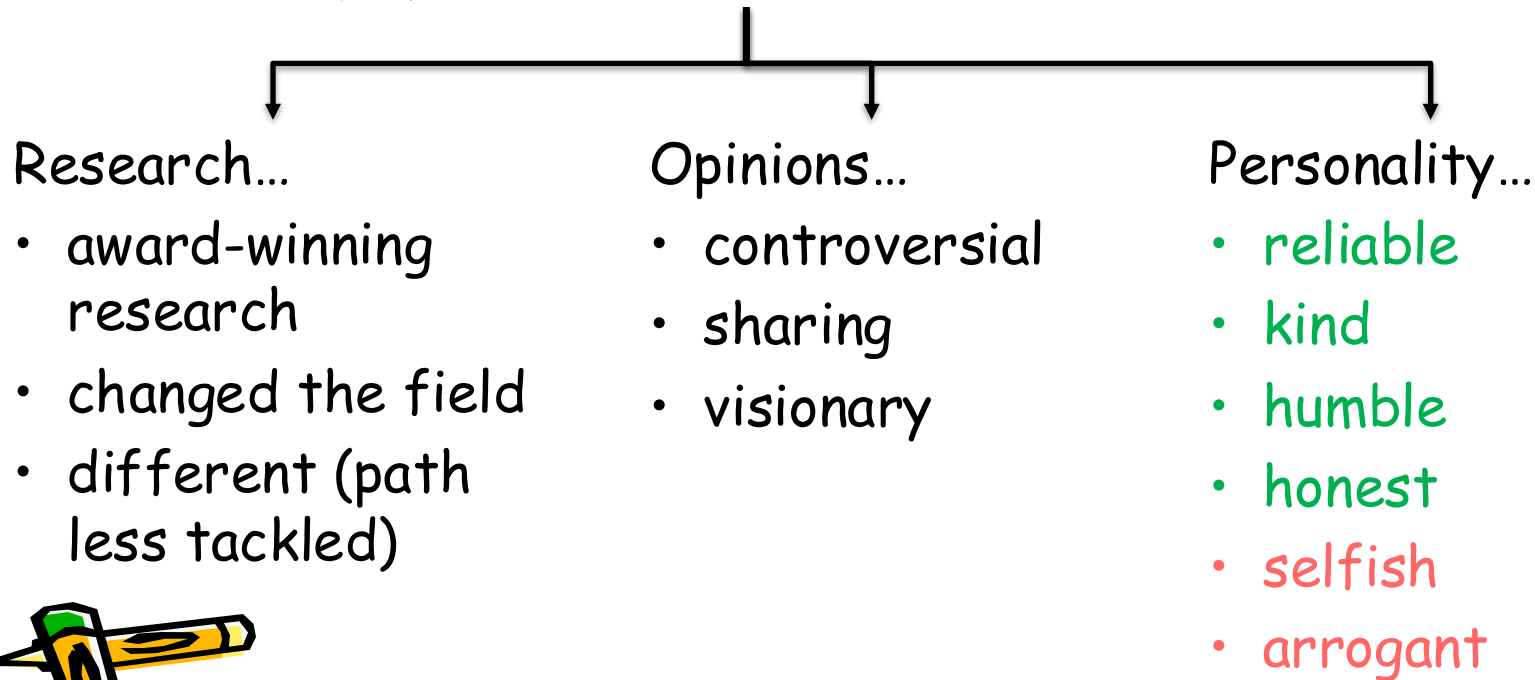 Research...
• award-winning
research
• changed the field
• different (path
less tackled)
Opinions...
• controversial
• sharing
• visionary
Personality...
• reliable
• kind
• humble
• honest
• selfish
• arrogant